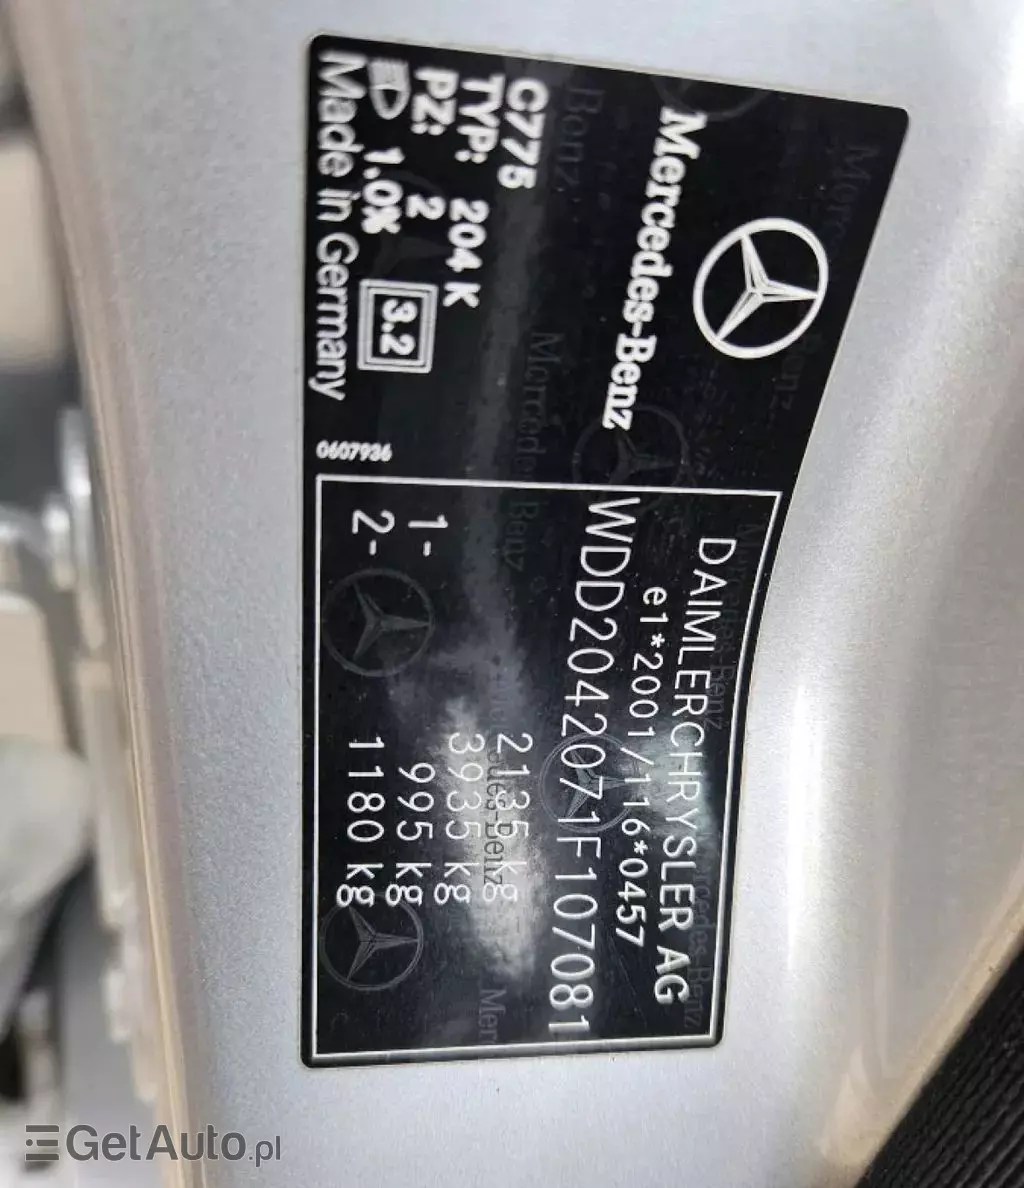 Mercedes-Benz
C775
TYP: 204 K
PZ: 2
1.0% 3.2
Made in Germany
0607936
DAIMLERCHRYSLER AG
e1*2001/116*0457
WDD2042071F107081
2135 kg
3935 kg
1- 995 kg
2- 1180 kg
GetAuto.pl